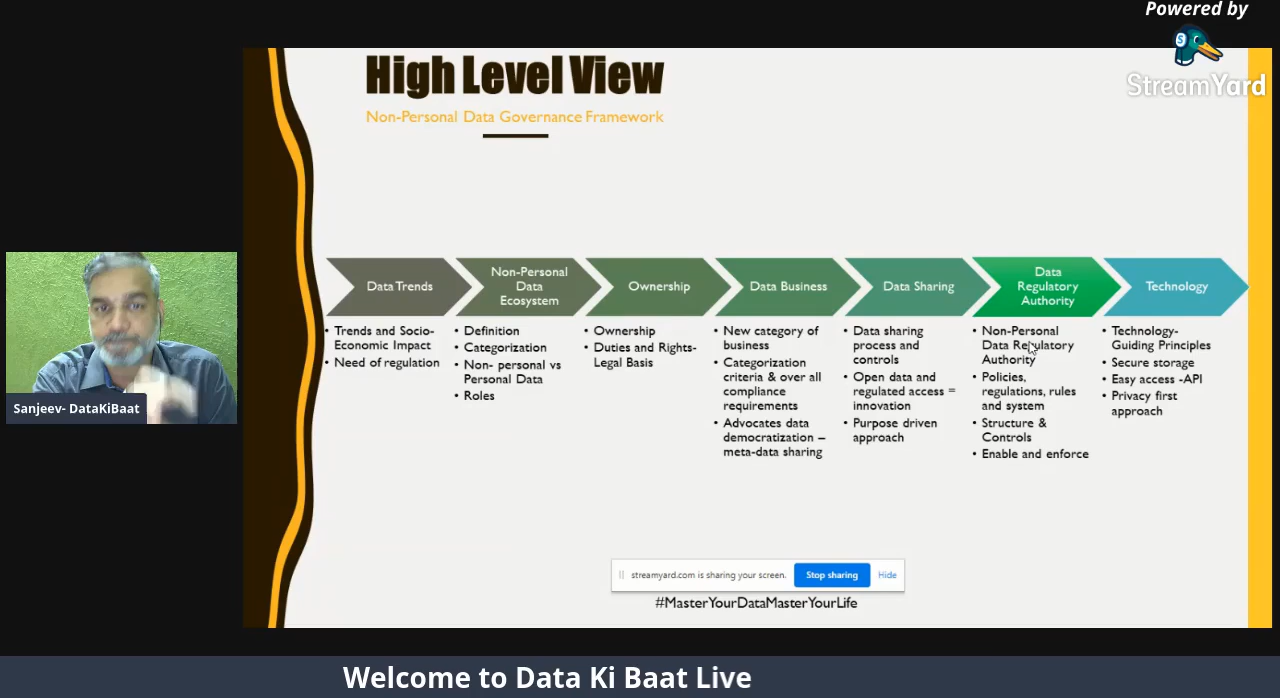 Powered by
StreamYard
High Level View
Non-Personal Data Governance Framework
Data Trends
• Trends and Socio-
Economic Impact
• Need of regulation
Non-Personal
Data
Ecosystem
• Definition
• Categorization
• Non- personal vs
Personal Data
• Roles
Ownership
• Ownership
• Duties and Rights-
Legal Basis
Data Business
• New category of
business
• Categorization
criteria & over all
compliance
requirements
• Advocates data
democratization –
meta-data sharing
Data Sharing
• Data sharing
process and
controls
• Open data and
regulated access =
innovation
• Purpose driven
approach
Data
Regulatory
Authority
• Non-Personal
Data Regulatory
Authority
• Policies,
regulations, rules
and system
• Structure &
Controls
• Enable and enforce
Technology
• Technology-
Guiding Principles
• Secure storage
• Easy access -API
• Privacy first
approach
Sanjeev- DataKiBaat
streamyard.com is sharing your screen. Stop sharing Hide
#MasterYourDataMasterYourLife
Welcome to Data Ki Baat Live